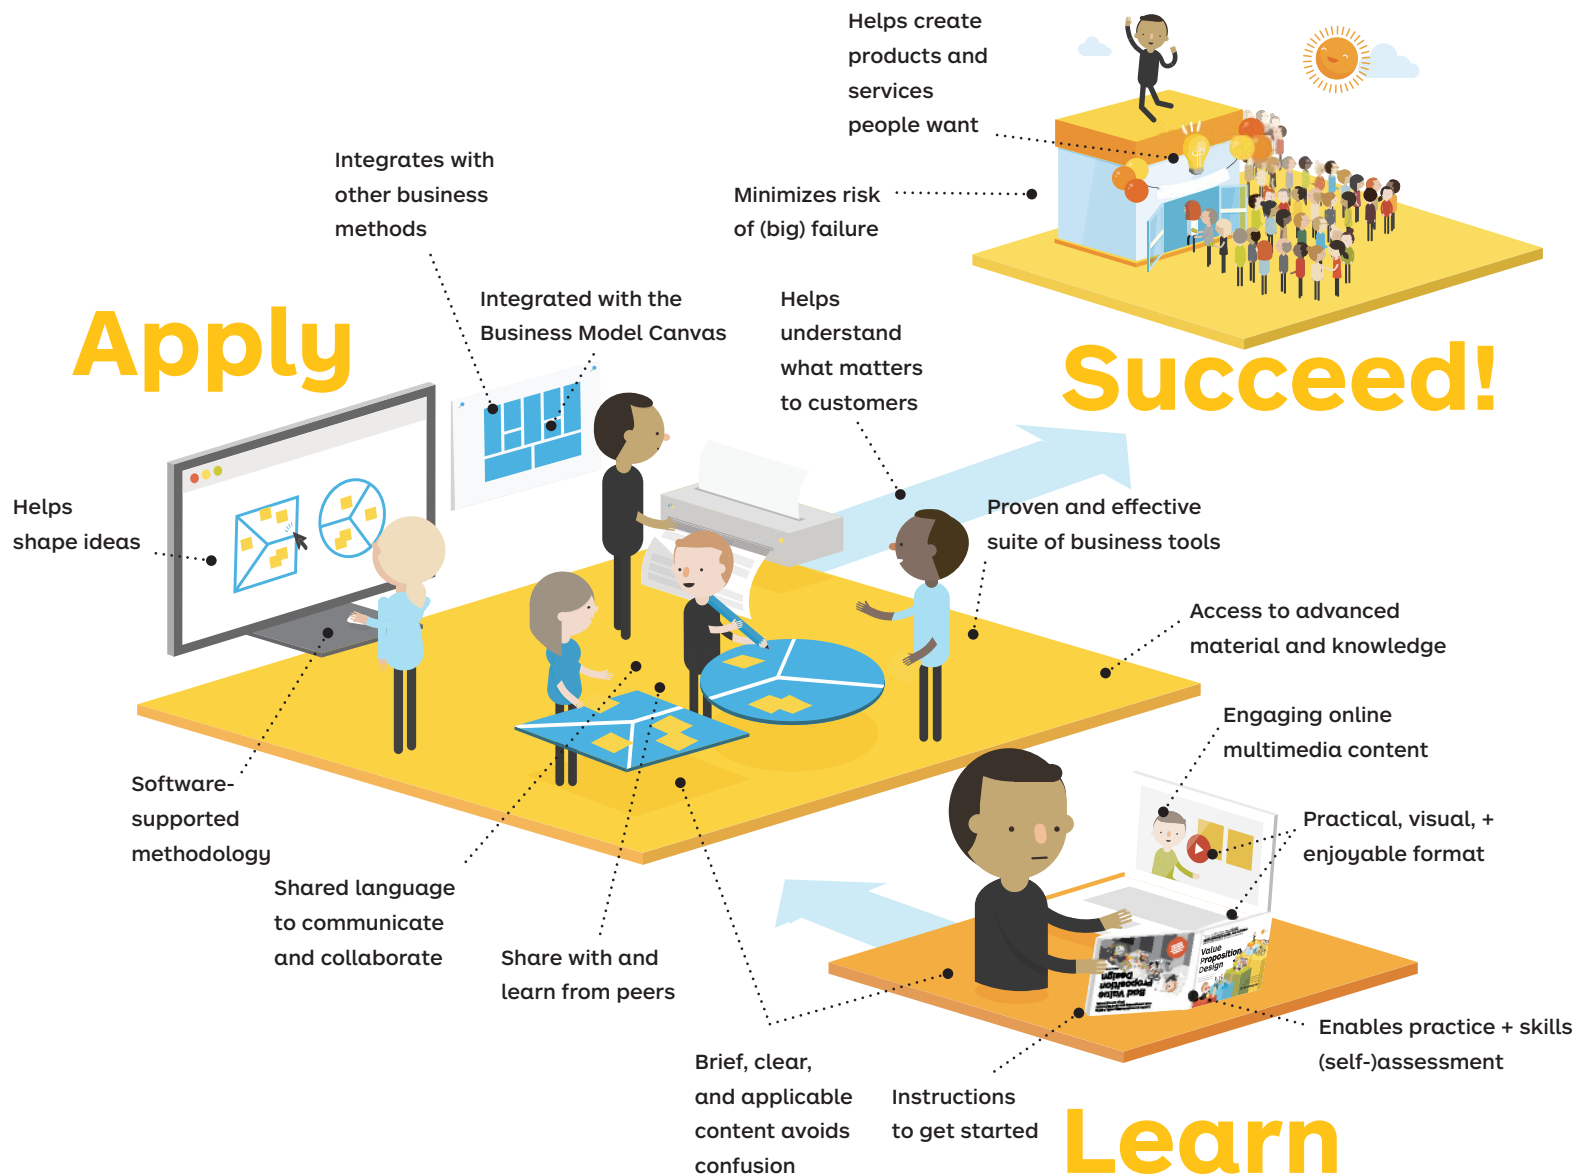 Helps create
products and
services
people want
Minimizes risk
of (big) failure
Integrates with
other business
methods
Integrated with the
Business Model Canvas
Helps
understand
what matters
to customers
Apply
Succeed!
Helps
shape ideas
Proven and effective
suite of business tools
Access to advanced
material and knowledge
Engaging online
multimedia content
Practical, visual, +
enjoyable format
Software-
supported
methodology
Shared language
to communicate
and collaborate
Share with and
learn from peers
Value
Proposition
Design
Bad Value
Proposition
Design
Enables practice + skills
(self-)assessment
Brief, clear,
and applicable
content avoids
confusion
Instructions
to get started
Learn